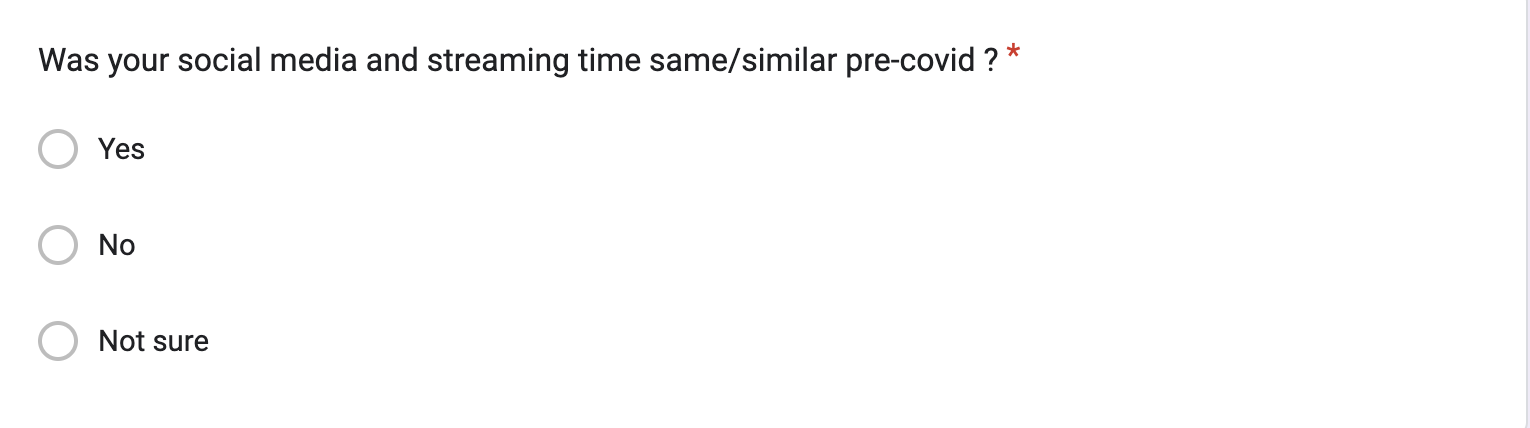 Was your social media and streaming time same/similar pre-covid ? *
Yes
No
Not sure